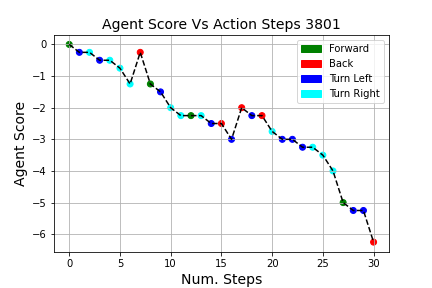 Agent Score Vs Action Steps 3801
Forward
Back
Turn Left
Turn Right
0
−1
−2
−3
−4
−5
−6
Agent Score
0 5 10 15 20 25 30
Num. Steps